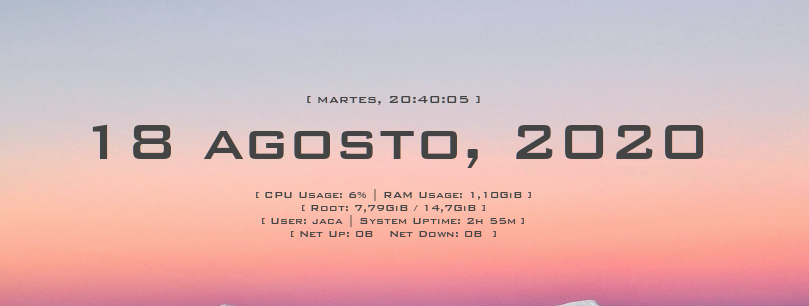 [ martes, 20:40:05 ]
18 agosto, 2020
[ CPU Usage: 6% | RAM Usage: 1,10GiB ]
[ Root: 7,79GiB / 14,7GiB ]
[ User: jaca | System Uptime: 2h 55m ]
[ Net Up: 0B Net Down: 0B ]